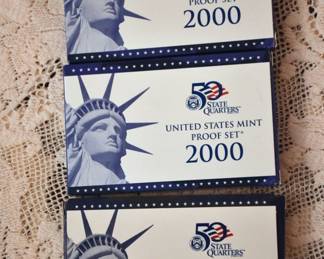 PROOF SET
2000
50
STATE
QUARTERS
UNITED STATES MINT
PROOF SET®
2000
50
STATE
QUARTERS